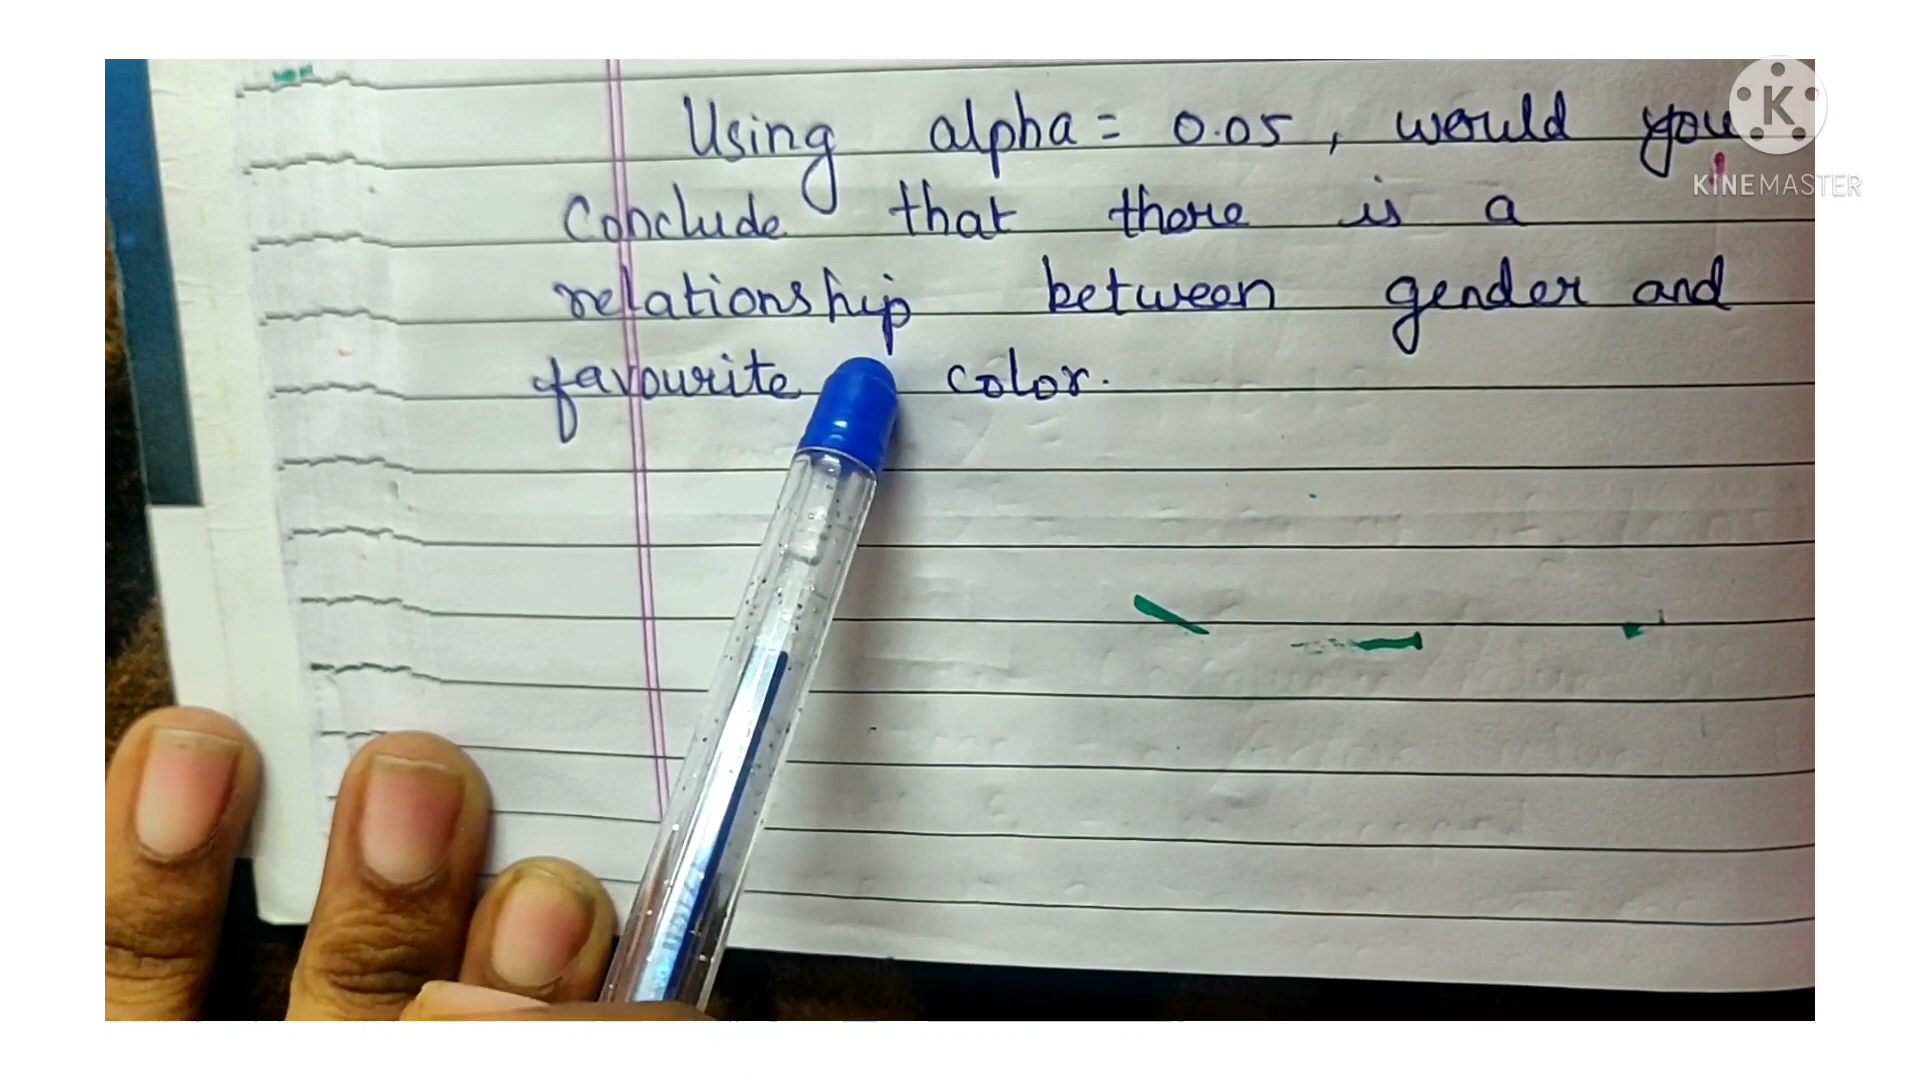 Using alpha = 0.05, would you
Conclude that there is a
relationship between gender and
favourite color.
K
KINEMASTER